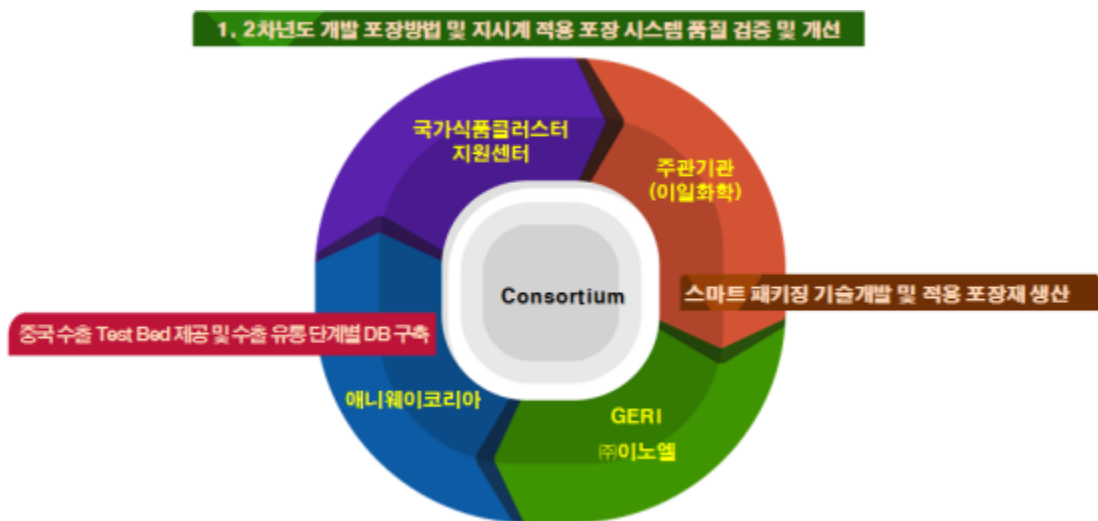 1, 2차년도 개발 포장방법 및 지시계 적용 포장 시스템 품질 검증 및 개선
국가식품클러스터
지원센터
주관기관
(이일화학)
Consortium
스마트 패키징 기술개발 및 적용 포장재 생산
중국 수출 Test Bed 제공 및 수출 유통 단계별 DB 구축
애니웨이코리아
GERI
㈜이노엘